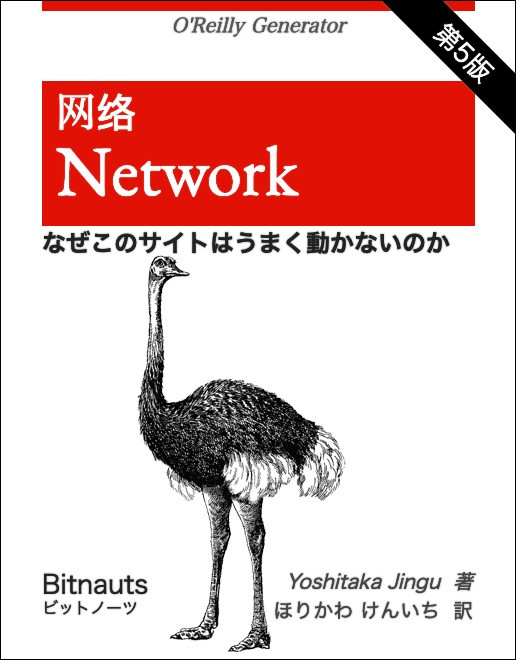 O'Reilly Generator
第5版
网络
Network
なぜこのサイトはうまく動かないのか
Bitnauts
ビットノーツ
Yoshitaka Jingu 著
ほりかわ けんいち 訳